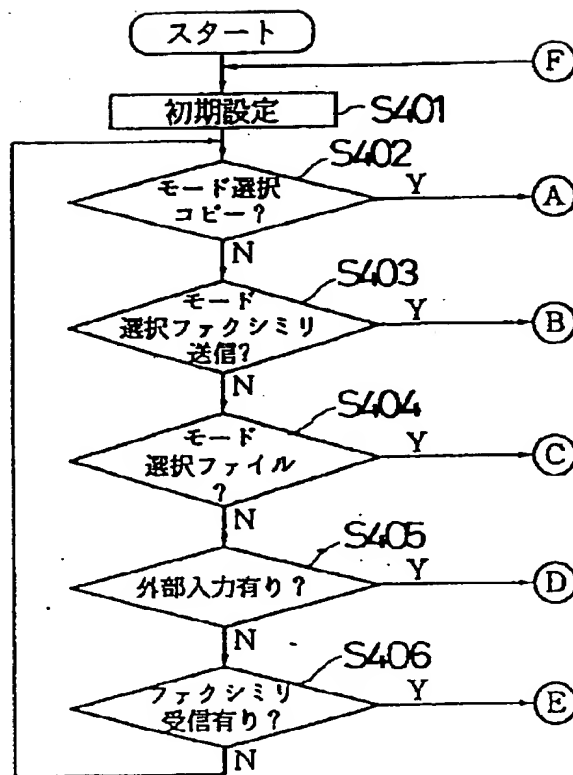 スタート
F
初期設定
S401
S402
モード選択
コピー?
Y
A
N
S403
モード
選択ファクシミリ
送信?
Y
B
N
S404
モード
選択ファイル
?
Y
C
N
S405
外部入力有り?
Y
D
N
S406
ファクシミリ
受信有り?
Y
E
N